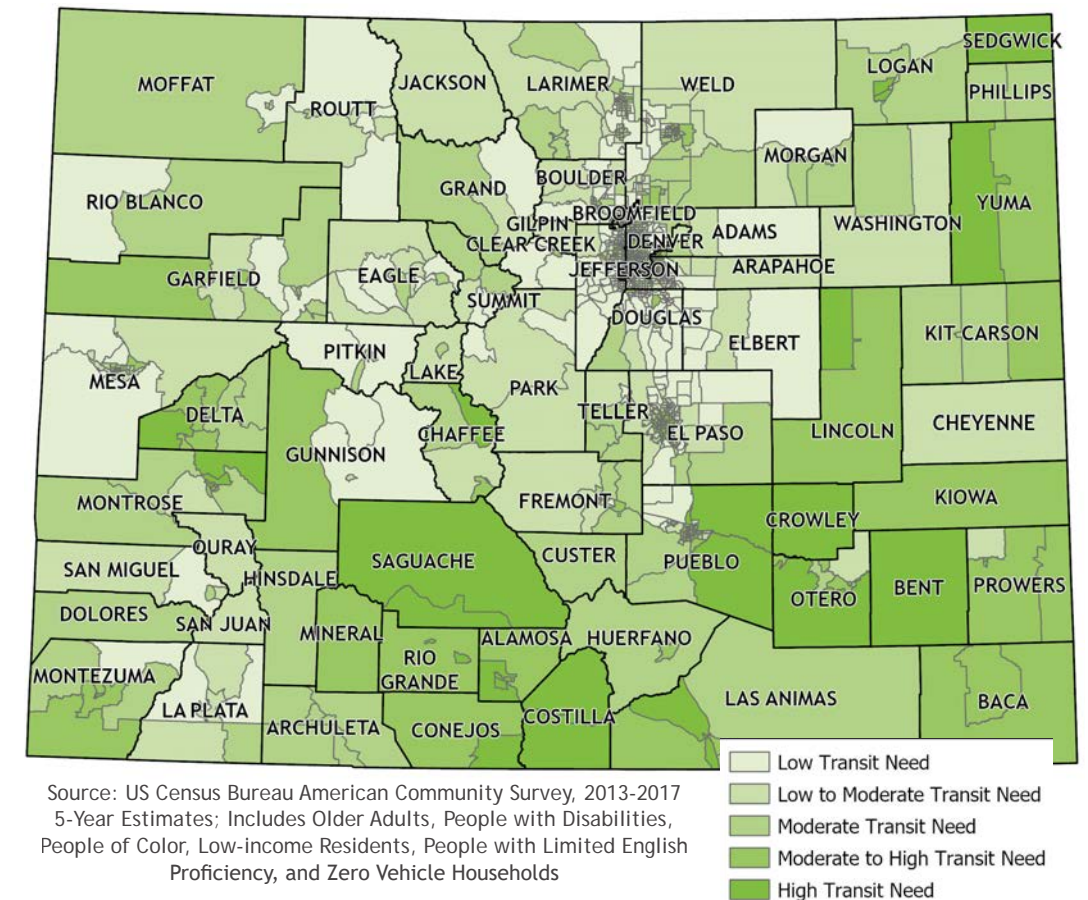 SEDGWICK
LOGAN
MOFFAT
JACKSON
LARIMER
WELD
PHILLIPS
ROUTT
MORGAN
BOULDER
GRAND
RIO BLANCO
YUMA
BROOMFIELD
GILPIN
WASHINGTON
ADAMS
DENVER
CLEAR CREEK
ARAPAHOE
JEFFERSON
GARFIELD
EAGLE
SUMMIT
DOUGLAS
KIT CARSON
ELBERT
PITKIN
LAKE
MESA
PARK
DELTA
TELLER
CHEYENNE
LINCOLN
EL PASO
CHAFFEE
GUNNISON
KIOWA
MONTROSE
FREMONT
CROWLEY
OURAY
CUSTER
SAGUACHE
PUEBLO
SAN MIGUEL
HINSDALE
BENT
PROWERS
OTERO
DOLORES
SAN JUAN
MINERAL
ALAMOSA
HUERFANO
RIO
GRANDE
MONTEZUMA
LAS ANIMAS
BACA
LA PLATA
COSTILLA
ARCHULETA
CONEJOS
Low Transit Need
Low to Moderate Transit Need
Moderate Transit Need
Moderate to High Transit Need
High Transit Need
Source: US Census Bureau American Community Survey, 2013-2017
5-Year Estimates; Includes Older Adults, People with Disabilities,
People of Color, Low-income Residents, People with Limited English
Proficiency, and Zero Vehicle Households